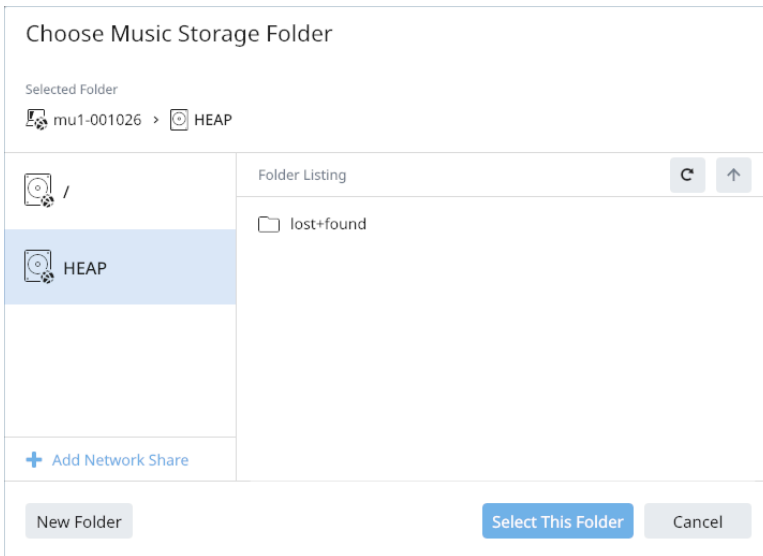 Choose Music Storage Folder
Selected Folder
mu1-001026 > HEAP
/
HEAP
Add Network Share
Folder Listing
lost+found
New Folder
Select This Folder
Cancel